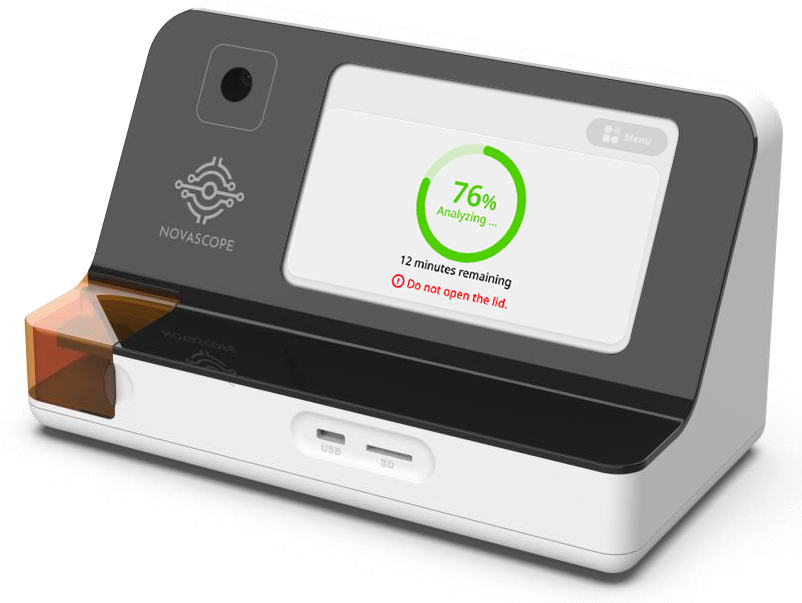 Menu
76%
Analyzing ...
12 minutes remaining
Do not open the lid.
NOVASCOPE
USB
SD